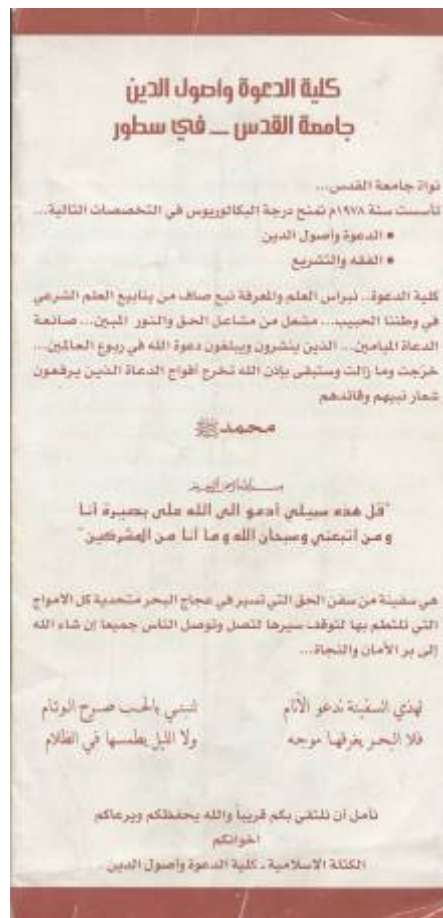 كلية الدعوة واصول الدين
جامعة القدس ــ في سطور
نواة جامعة القدس...
تأسست سنة ١٩٧٨م تمنح درجة البكالوريوس في التخصصات التالية...
• الدعوة وأصول الدين
• الفقه والتشريع
كلية الدعوة.. نبراس العلم والمعرفة نبع صاف من ينابيع العلم الشرعي
في وطننا الحبيب... مشعل من مشاعل الحق والنور المبين... صانعة
الدعاة الميامين... الذين ينشرون ويبلغون دعوة الله في ربوع العالمين...
خرّجت وما زالت وستبقى بإذن الله تخرج أفواج الدعاة الذين يرفعون
شعار نبيهم وقائدهم
محمد ﷺ
"قل هذه سبيلي أدعو الى الله على بصيرة أنا
ومن اتبعني وسبحان الله وما أنا من المشركين"
هي سفينة من سفن الحق التي تسير في عجاج البحر متحدية كل الأمواج
التي تلتطم بها لتوقف سيرها لتصل وتوصل الناس جميعا إن شاء الله
إلى بر الأمان والنجاة...
لهذي السفينة ندعو الأنام لنبني بالحب صرح الوئام
فلا البحر يغرقها موجه ولا الليل يطمسها في الظلام
نأمل أن نلتقي بكم قريباً والله يحفظكم ويرعاكم
اخوانكم
الكتلة الاسلامية ـ كلية الدعوة وأصول الدين